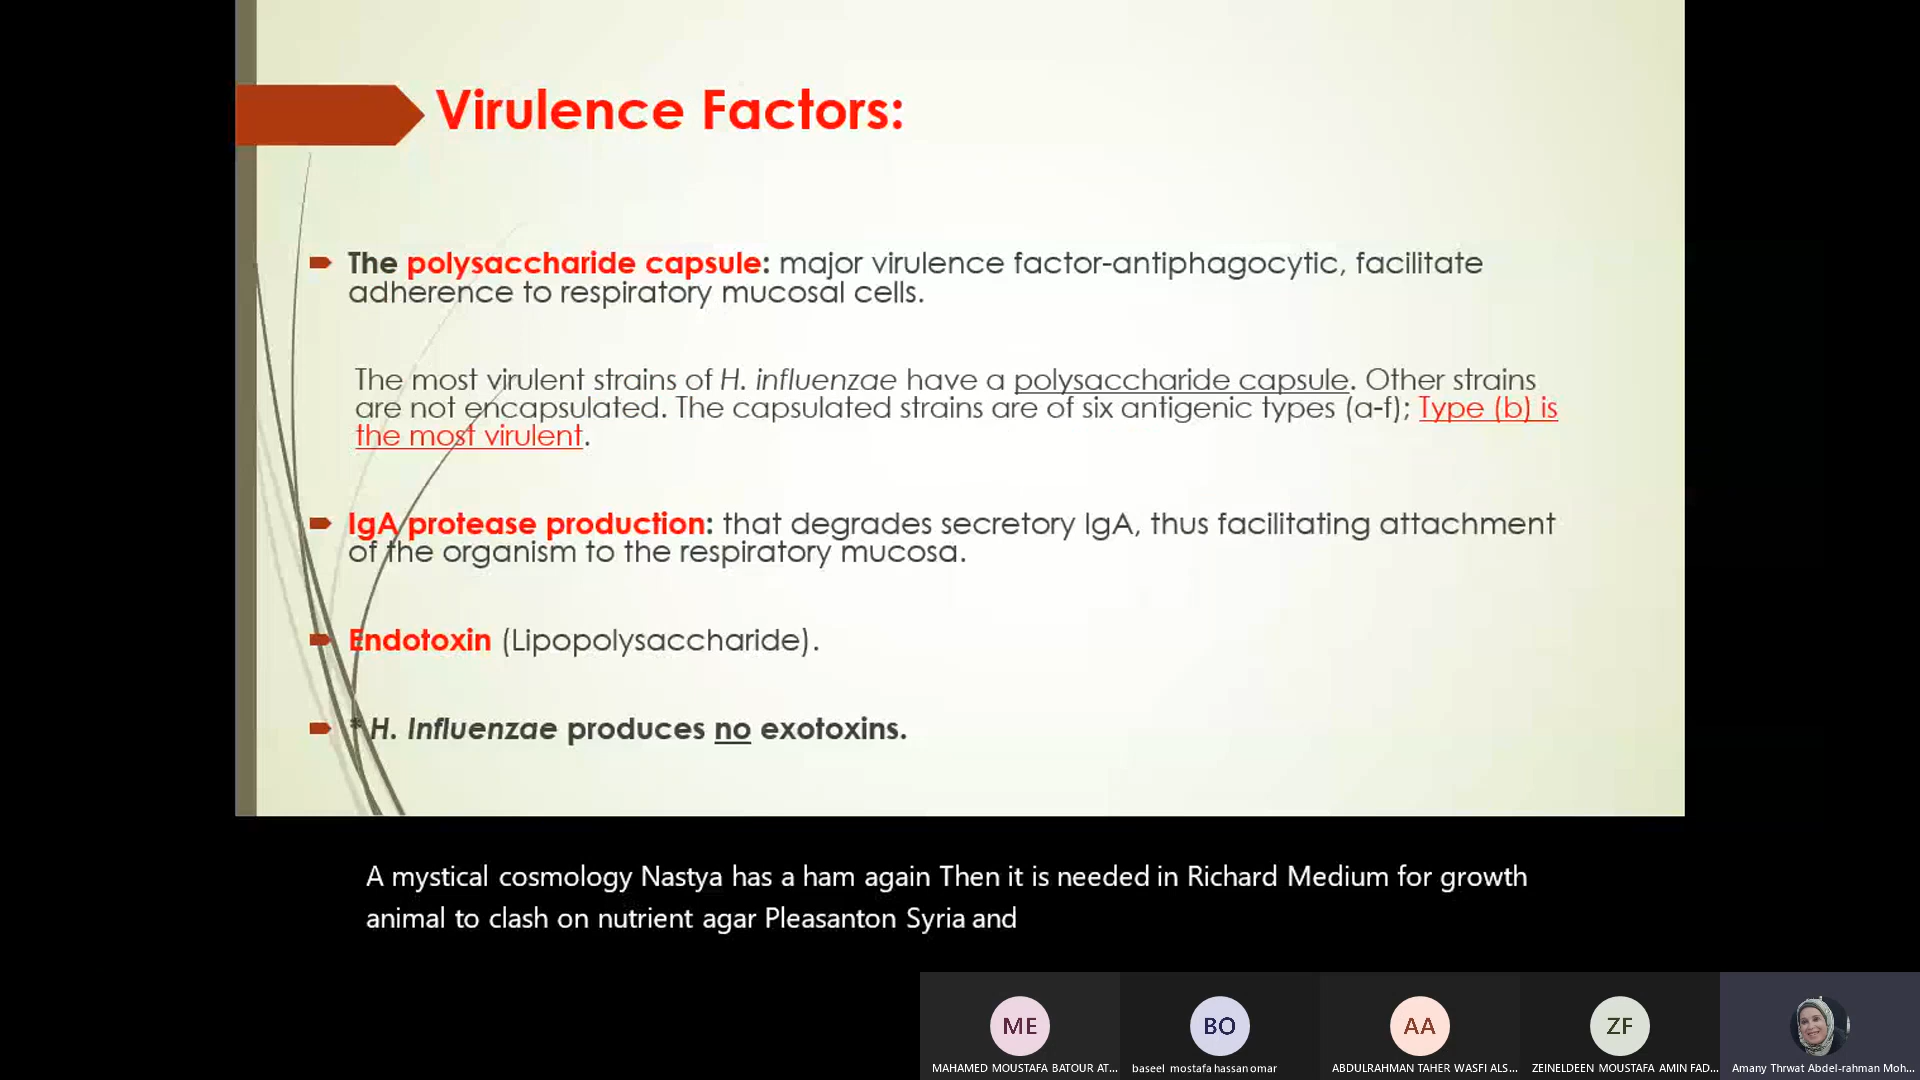 Virulence Factors:
The polysaccharide capsule: major virulence factor-antiphagocytic, facilitate
adherence to respiratory mucosal cells.
The most virulent strains of H. influenzae have a polysaccharide capsule. Other strains
are not encapsulated. The capsulated strains are of six antigenic types (a-f); Type (b) is
the most virulent.
IgA protease production: that degrades secretory IgA, thus facilitating attachment
of the organism to the respiratory mucosa.
Endotoxin (Lipopolysaccharide).
* H. Influenzae produces no exotoxins.
A mystical cosmology Nastya has a ham again Then it is needed in Richard Medium for growth
animal to clash on nutrient agar Pleasanton Syria and
ME
BO
AA
ZF
MAHAMED MOUSTAFA BATOUR AT...
baseel mostafa hassan omar
ABDULRAHMAN TAHER WASFI ALS...
ZEINELDEEN MOUSTAFA AMIN FAD...
Amany Thrwat Abdel-rahman Moh...